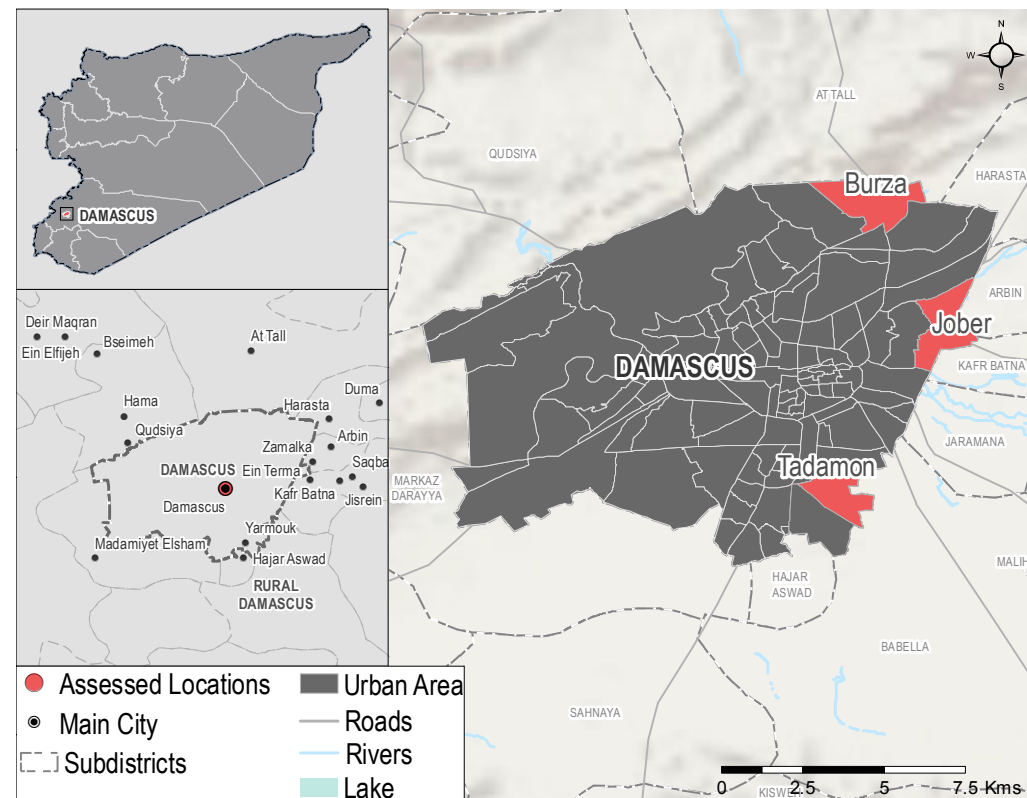 DAMASCUS
Deir Maqran
Ein Elfijeh
Bseimeh
At Tall
Hama
Qudsiya
Duma
Harasta
Arbin
Zamalka
DAMASCUS
Ein Terma
Saqba
Kafr Batna
Jisrein
Damascus
Yarmouk
Madamiyet Elsham
Hajar Aswad
RURAL
DAMASCUS
N
W
E
S
AT TALL
QUDSIYA
HARASTA
Burza
ARBIN
Jober
KAFR BATNA
DAMASCUS
JARAMANA
Tadamon
MARKAZ
DARAYYA
MALIH
HAJAR
ASWAD
BABELLA
SAHNAYA
Assessed Locations
Main City
Subdistricts
Urban Area
Roads
Rivers
Lake
0 2.5 5 7.5 Kms